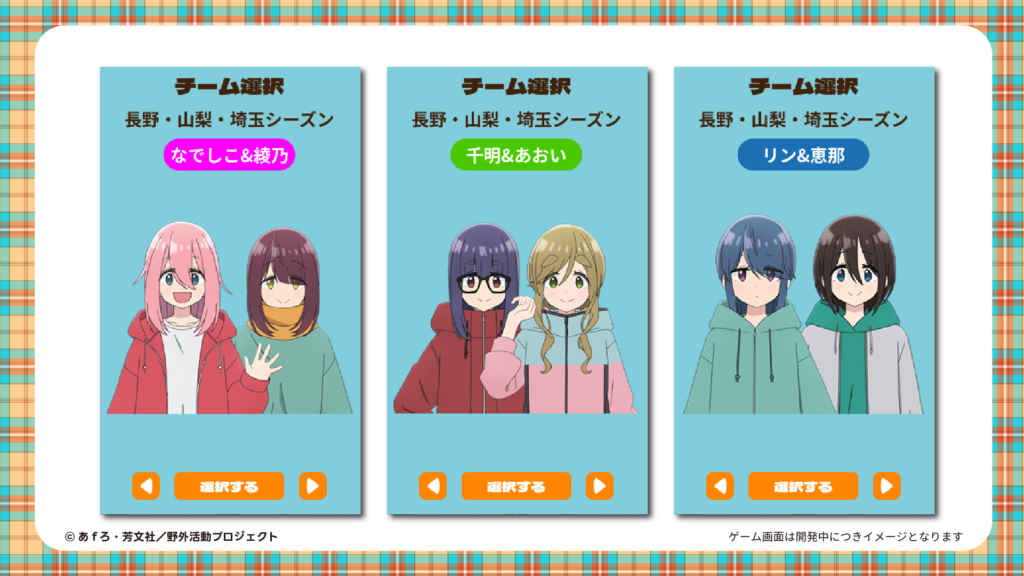 チーム選択
長野・山梨・埼玉シーズン
なでしこ&綾乃
選択する
チーム選択
長野・山梨・埼玉シーズン
千明&あおい
選択する
チーム選択
長野・山梨・埼玉シーズン
リン&恵那
選択する
© あｆろ・芳文社／野外活動プロジェクト
ゲーム画面は開発中につきイメージとなります